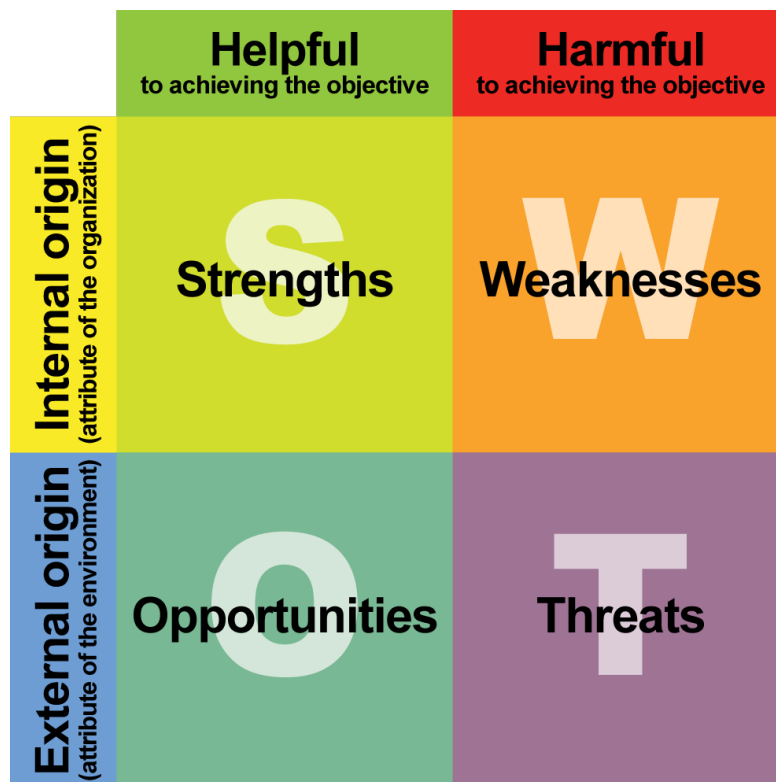 Helpful
to achieving the objective
Harmful
to achieving the objective
Internal origin
(attribute of the organization)
S
Strengths
W
Weaknesses
External origin
(attribute of the environment)
O
Opportunities
T
Threats